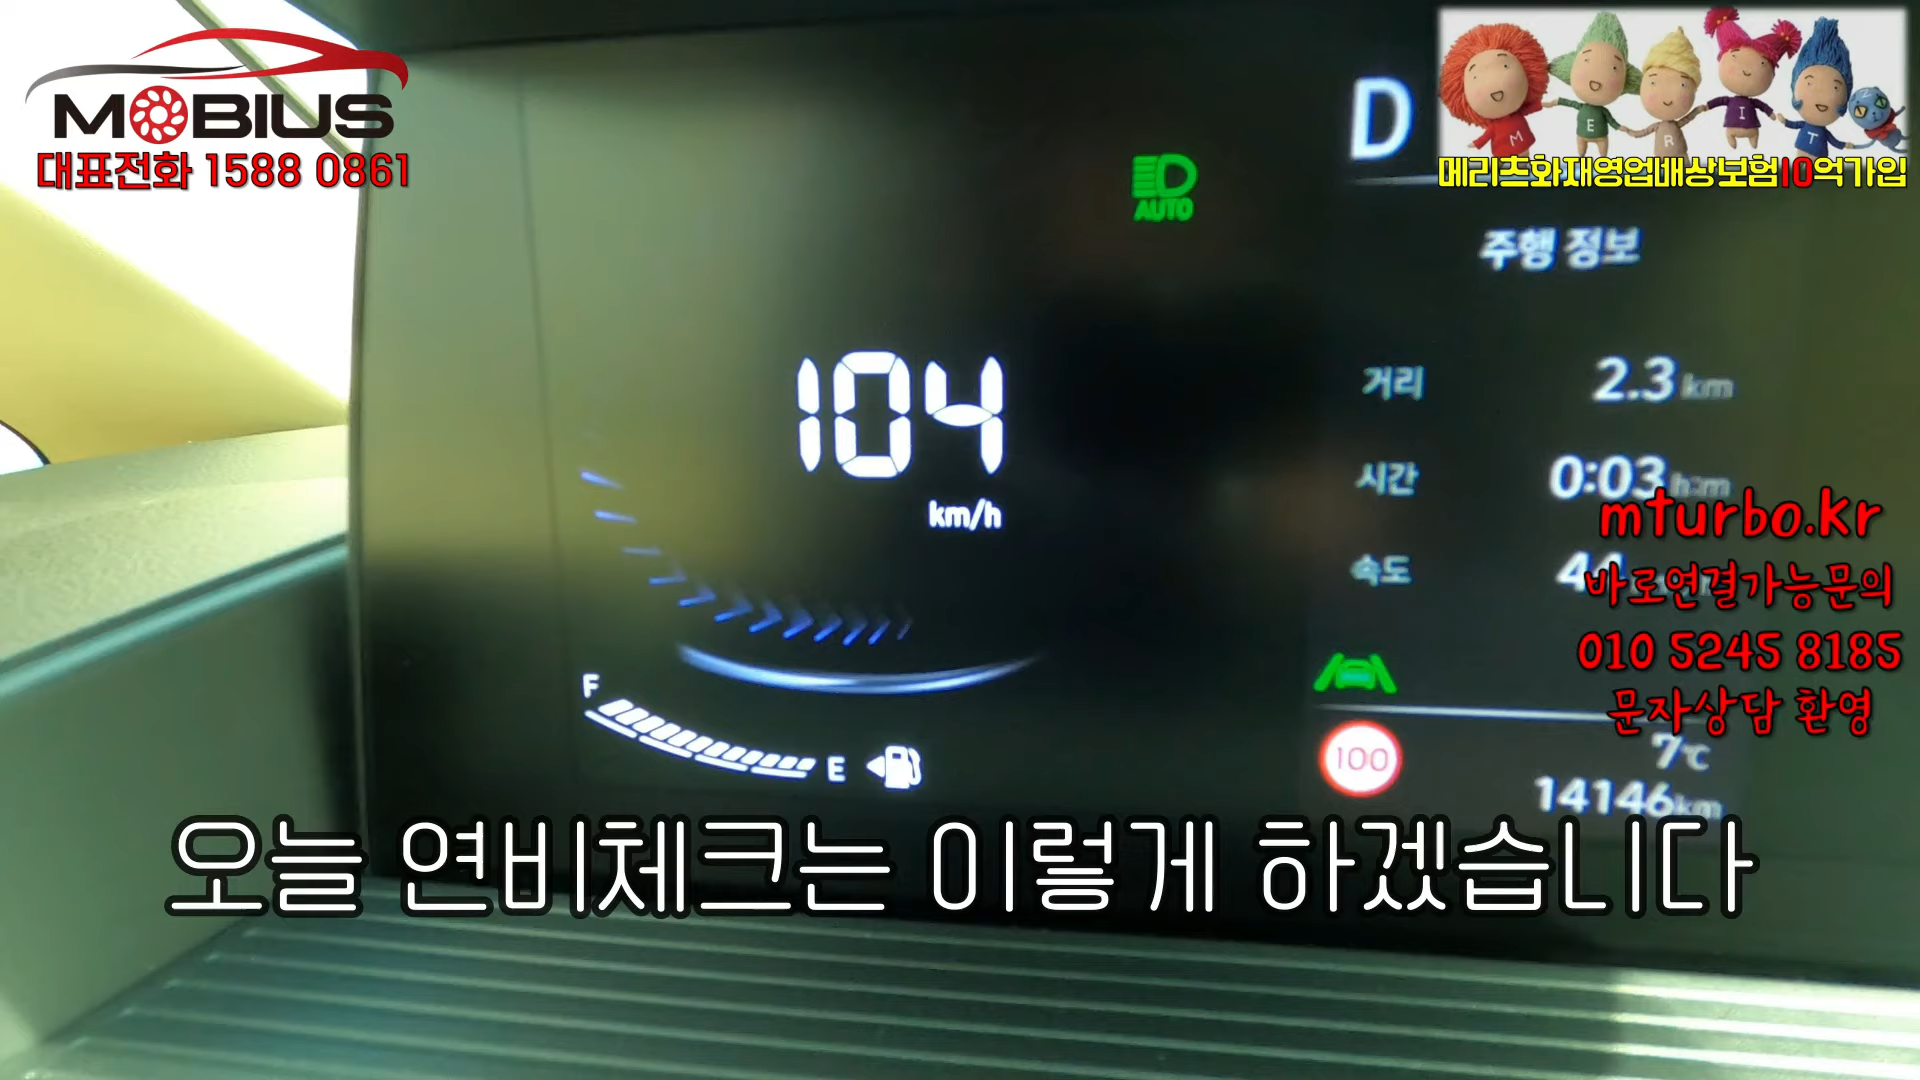 MOBIUS
대표전화 1588 0861
M E R I T Z
메리츠화재영업배상보험10억가입
D
AUTO
주행 정보
104
km/h
거리 2.3 km
시간 0:03 h:m
속도
mturbo.kr
바로연결가능문의
010 5245 8185
문자상담 환영
F
E
100
7℃
14146km
오늘 연비체크는 이렇게 하겠습니다